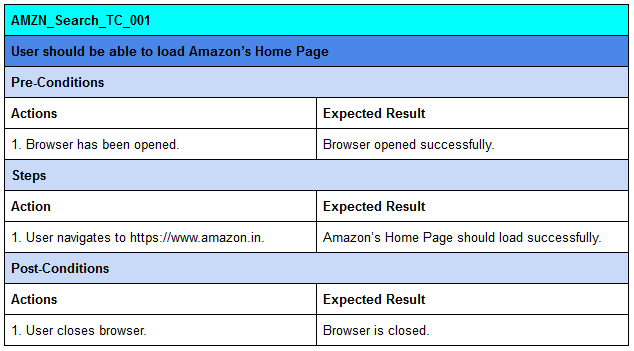 AMZN_Search_TC_001
User should be able to load Amazon's Home Page
Pre-Conditions
Actions Expected Result
1. Browser has been opened. Browser opened successfully.
Steps
Action Expected Result
1. User navigates to https://www.amazon.in. Amazon's Home Page should load successfully.
Post-Conditions
Actions Expected Result
1. User closes browser. Browser is closed.